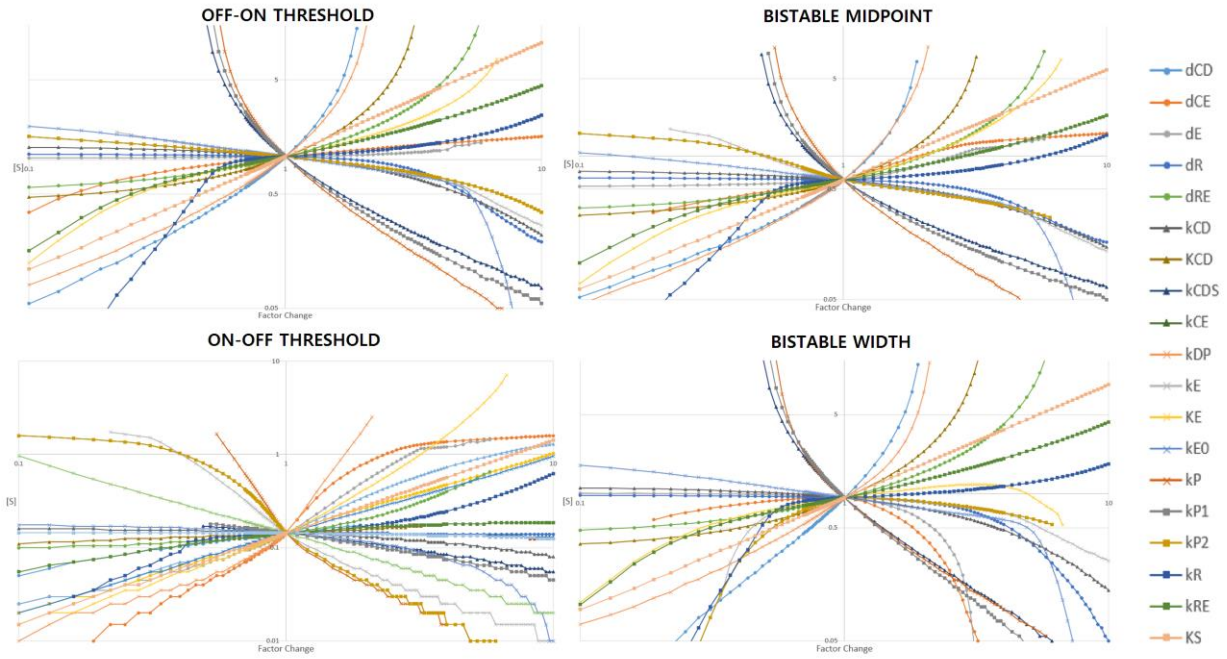 OFF-ON THRESHOLD
5
[S]
0.1
1
10
0.5
0.05
Factor Change
BISTABLE MIDPOINT
5
[S]
0.1
1
10
0.05
Factor Change
ON-OFF THRESHOLD
10
1
0.1
1
10
[S]
0.1
0.01
Factor Change
BISTABLE WIDTH
5
[S]
0.1
1
10
0.5
0.05
Factor Change
dCD
dCE
dE
dR
dRE
kCD
KCD
kCDS
kCE
kDP
kE
KE
kE0
kP
kP1
kP2
kR
kRE
KS